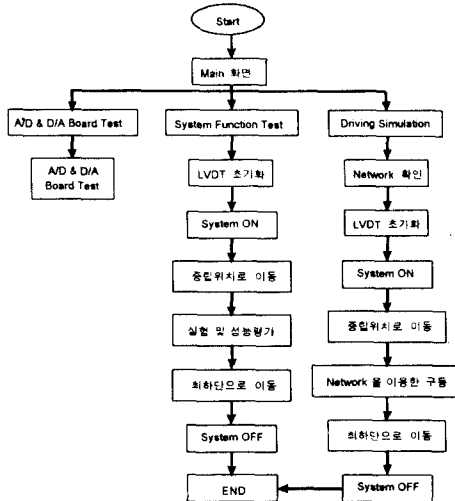 Start
Main 화면
A/D & D/A Board Test
System Function Test
Driving Simulation
A/D & D/A
Board Test
LVDT 초기화
Network 확인
System ON
LVDT 초기화
중립위치로 이동
System ON
실험 및 성능평가
중립위치로 이동
최하단으로 이동
Network 을 이용한 구동
System OFF
최하단으로 이동
END
System OFF